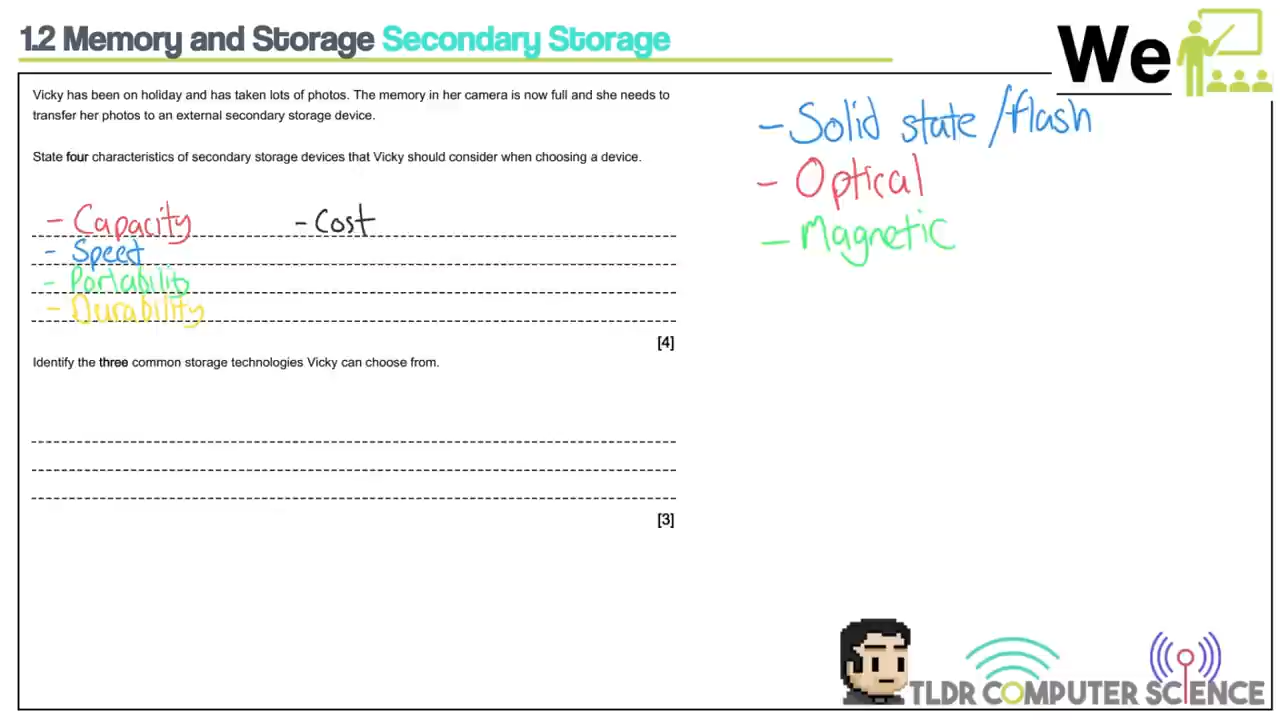 1.2 Memory and Storage Secondary Storage
We
Vicky has been on holiday and has taken lots of photos. The memory in her camera is now full and she needs to
transfer her photos to an external secondary storage device.
State four characteristics of secondary storage devices that Vicky should consider when choosing a device.
- Capacity - Cost
- Speed
- Portability
- Durability
[4]
Identify the three common storage technologies Vicky can choose from.
[3]
- Solid state /flash
- Optical
- Magnetic
TLDR COMPUTER SCIENCE